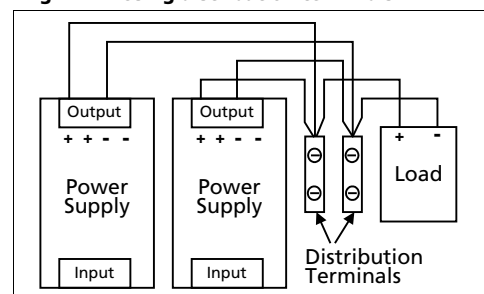 Output
+ + - -
Power
Supply
Input
Output
+ + - -
Power
Supply
Input
+ -
Load
Distribution
Terminals